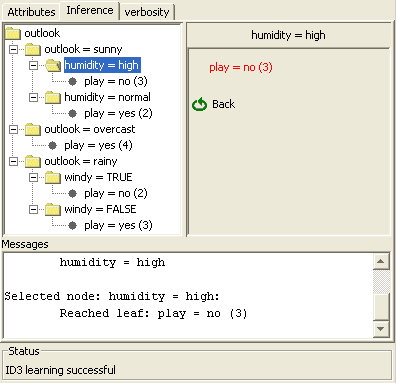 Attributes Inference verbosity
outlook
outlook = sunny
humidity = high
play = no (3)
humidity = normal
play = yes (2)
outlook = overcast
play = yes (4)
outlook = rainy
windy = TRUE
play = no (2)
windy = FALSE
play = yes (3)
humidity = high
play = no (3)
Back
Messages
humidity = high
Selected node: humidity = high:
Reached leaf: play = no (3)
Status
ID3 learning successful